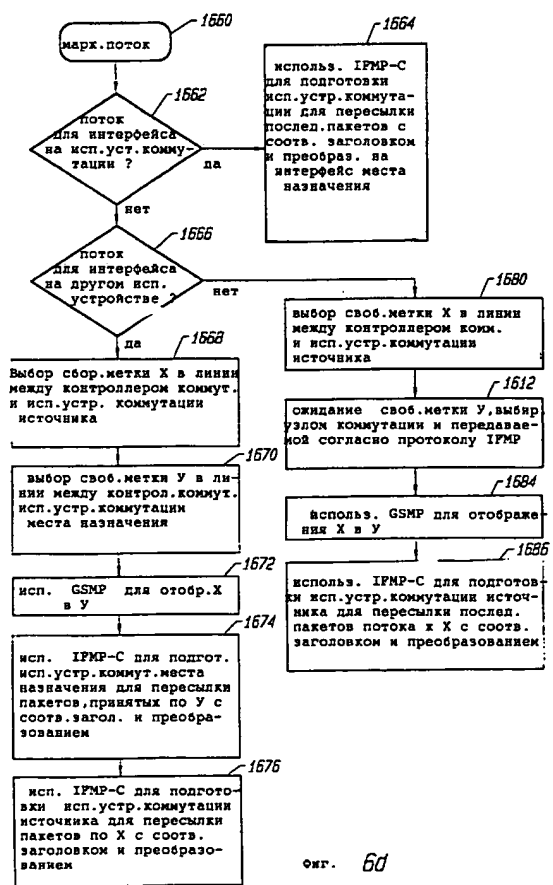 1660
марк.поток
1662
поток
для интерфейса
на исп.уст.комму-
тации ?
да
нет
1664
использ. IFMP-C
для подготовки
исп.устр.коммута-
ции для пересылки
послед.пакетов с
соотв. заголовком
и преобраз. на
интерфейс места
назначения
1666
поток
для интерфейса
на другом исп.
устройстве ?
нет
да
1668
Выбор сбор.метки X в линии
между контроллером коммут.
и исп.устр. коммутации
источника
1670
выбор своб.метки У в ли-
нии между контрол.коммут.
исп.устр.коммутации
места назначения
1672
исп. GSMP для отобр.X
в У
1674
исп. IFMP-C для подгот.
исп.устр.коммут.места
назначения для пересылки
пакетов,принятых по У с
соотв.загол. и преобра-
зованием
1676
исп. IFMP-C для подгото-
вки исп.устр.коммутации
источника для пересылки
пакетов по X с соотв.
заголовком и преобразо-
ванием
1680
выбор своб.метки X в линии
между контроллером комм.
и исп.устр.коммутации
источника
1612
ожидание своб.метки У,выбир
узлом коммутации и передавае-
мой согласно протоколу IFMP
1684
использ. GSMP для отображе-
ния X в У
1686
использ. IFMP-C для подготов-
ки исп.устр.коммутации источ-
ника для пересылки послед.
пакетов потока к X с соотв.
заголовком и преобразованием
Фиг. 6d